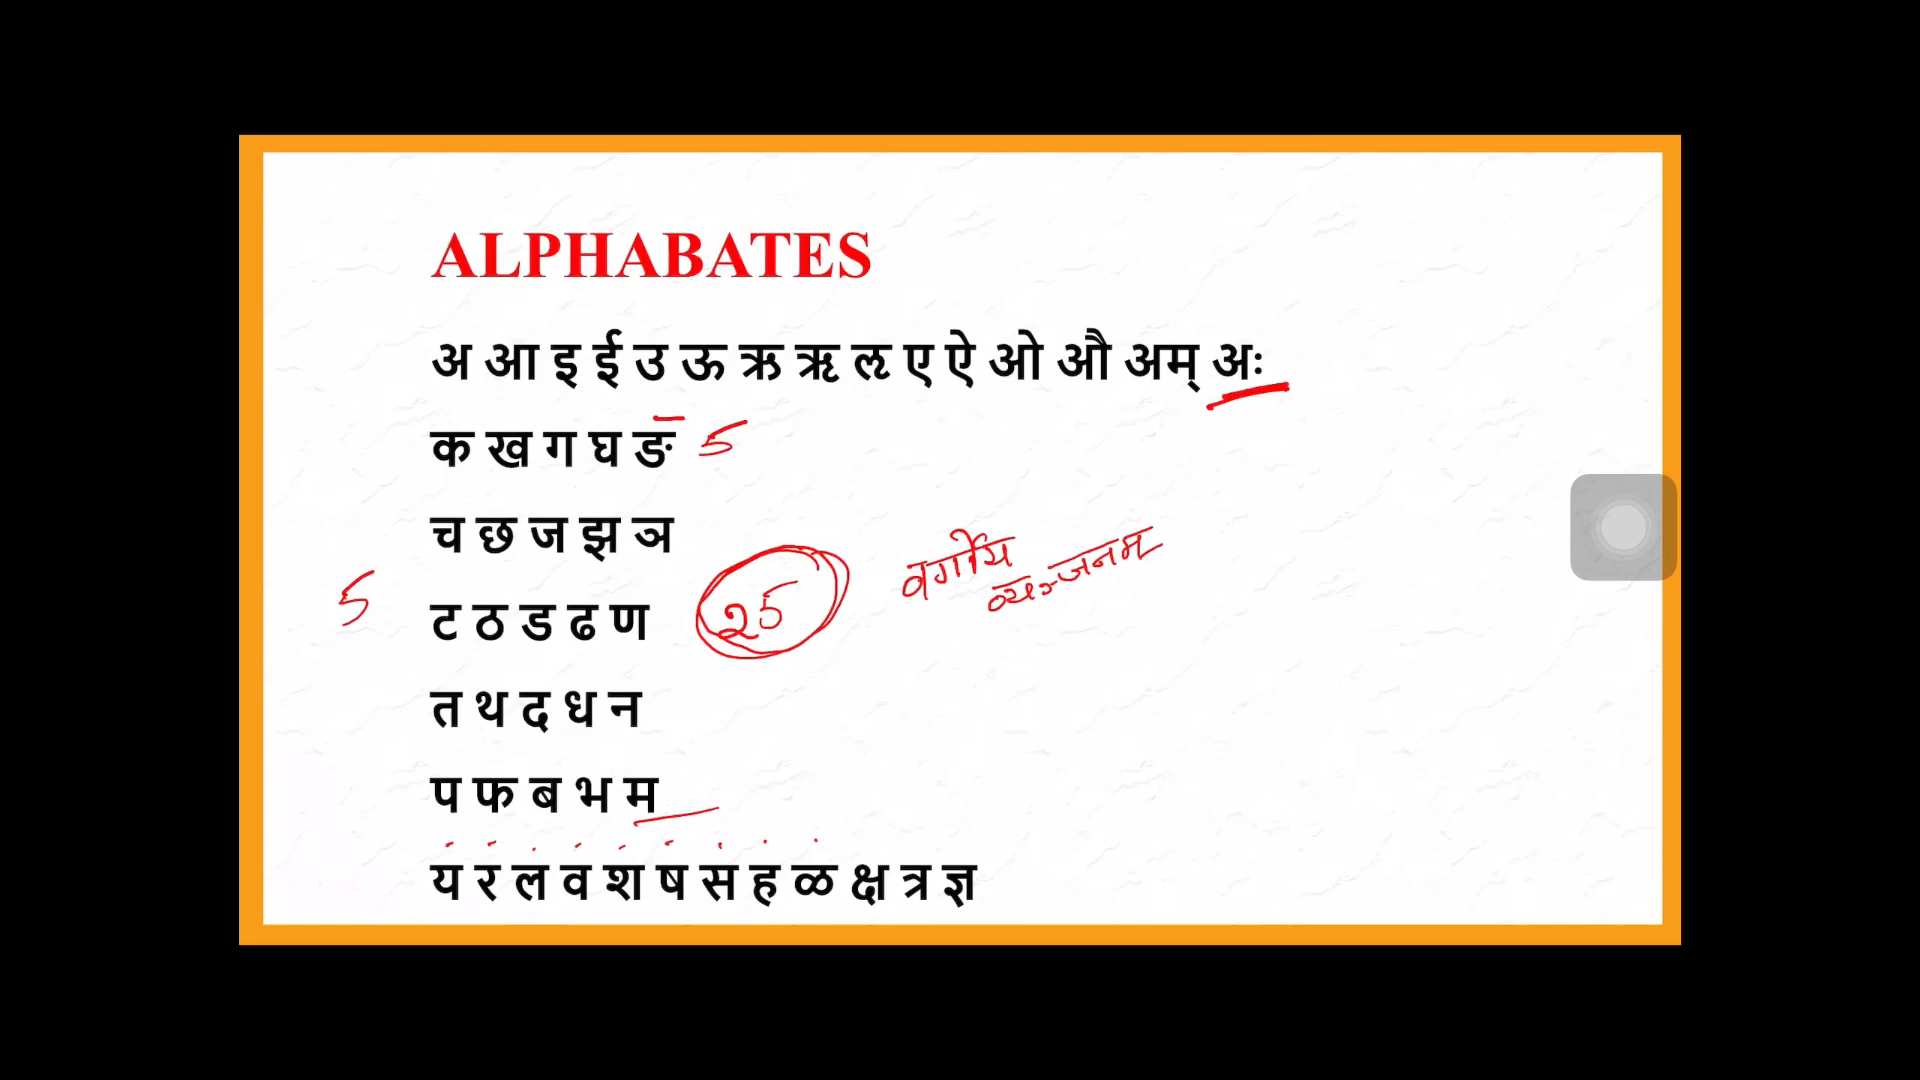 ALPHABATES
अ आ इ ई उ ऊ ऋ ॠ ऌ ए ऐ ओ औ अम् अः
क ख ग घ ङ 5
च छ ज झ ञ
5
ट ठ ड ढ ण
25
वर्गीय
व्यञ्जनम्
त थ द ध न
प फ ब भ म
य र ल व श ष स ह ळ क्ष त्र ज्ञ